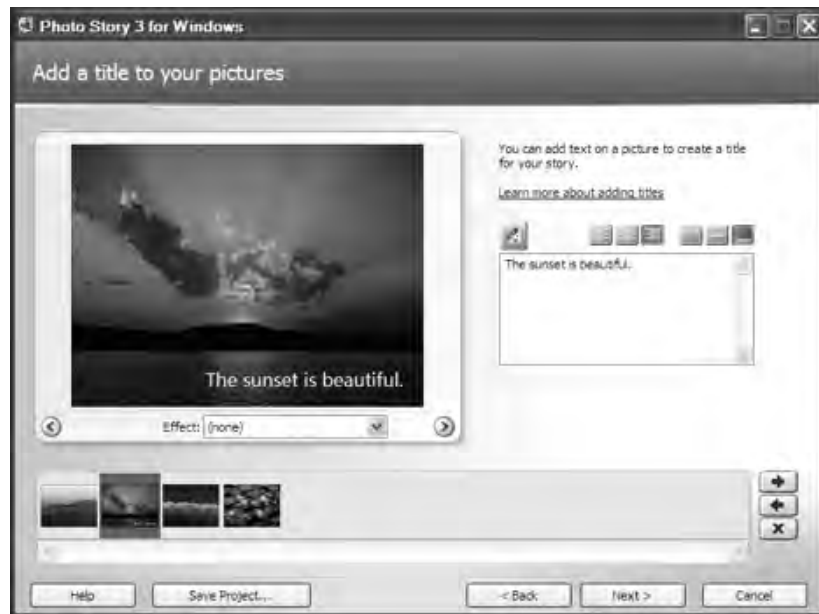 Photo Story 3 for Windows
Add a title to your pictures
You can add text on a picture to create a title
for your story.
Learn more about adding titles
The sunset is beautiful.
The sunset is beautiful.
Effect: (none)
Help
Save Project...
< Back
Next >
Cancel